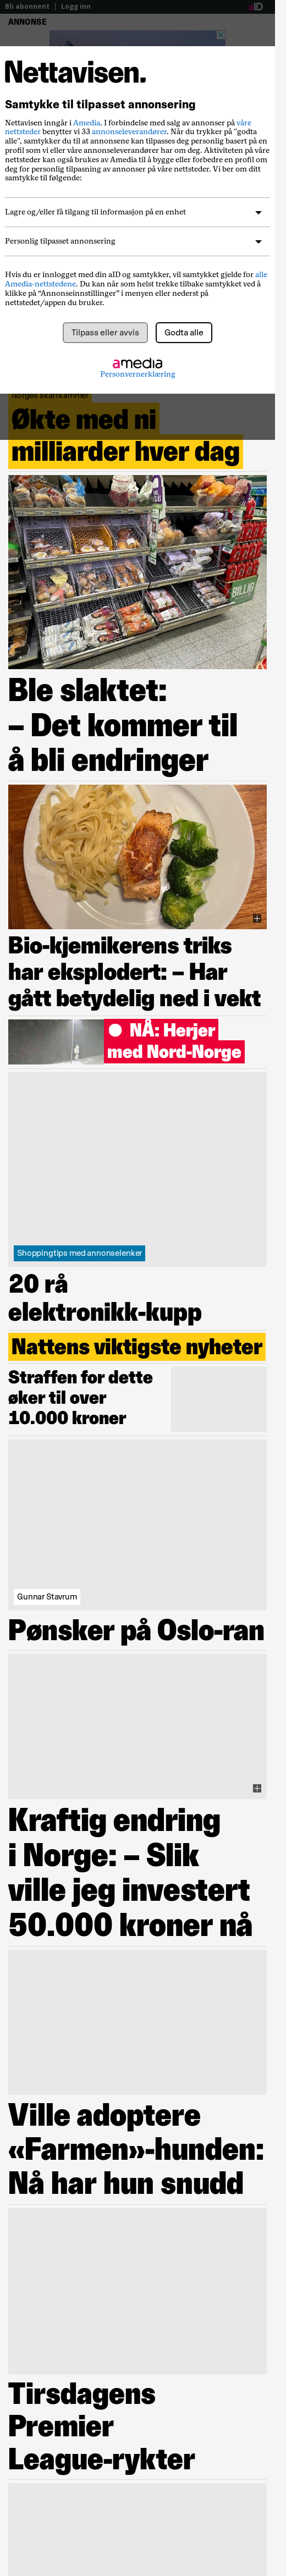 Bli abonnent | Logg inn
aID
ANNONSE
Nettavisen.
Samtykke til tilpasset annonsering
Nettavisen inngår i Amedia. I forbindelse med salg av annonser på våre
nettsteder benytter vi 33 annonseleverandører. Når du trykker på "godta
alle", samtykker du til at annonsene kan tilpasses deg personlig basert på en
profil som vi eller våre annonseleverandører har om deg. Aktiviteten på våre
nettsteder kan også brukes av Amedia til å bygge eller forbedre en profil om
deg for personlig tilpasning av annonser på våre nettsteder. Vi ber om ditt
samtykke til følgende:
Lagre og/eller få tilgang til informasjon på en enhet
Personlig tilpasset annonsering
Hvis du er innlogget med din aID og samtykker, vil samtykket gjelde for alle
Amedia-nettstedene. Du kan når som helst trekke tilbake samtykket ved å
klikke på “Annonseinnstillinger” i menyen eller nederst på
nettstedet/appen du bruker.
Tilpass eller avvis
Godta alle
amedia
Personvernerklæring
Norges skattkammer
Økte med ni
milliarder hver dag
BILLIG
Ble slaktet:
– Det kommer til
å bli endringer
Bio-kjemikerens triks
har eksplodert: – Har
gått betydelig ned i vekt
NÅ: Herjer
med Nord-Norge
Shoppingtips med annonselenker
20 rå
elektronikk-kupp
Nattens viktigste nyheter
Straffen for dette
øker til over
10.000 kroner
Gunnar Stavrum
Pønsker på Oslo-ran
Kraftig endring
i Norge: – Slik
ville jeg investert
50.000 kroner nå
Ville adoptere
«Farmen»-hunden:
Nå har hun snudd
Tirsdagens
Premier
League-rykter